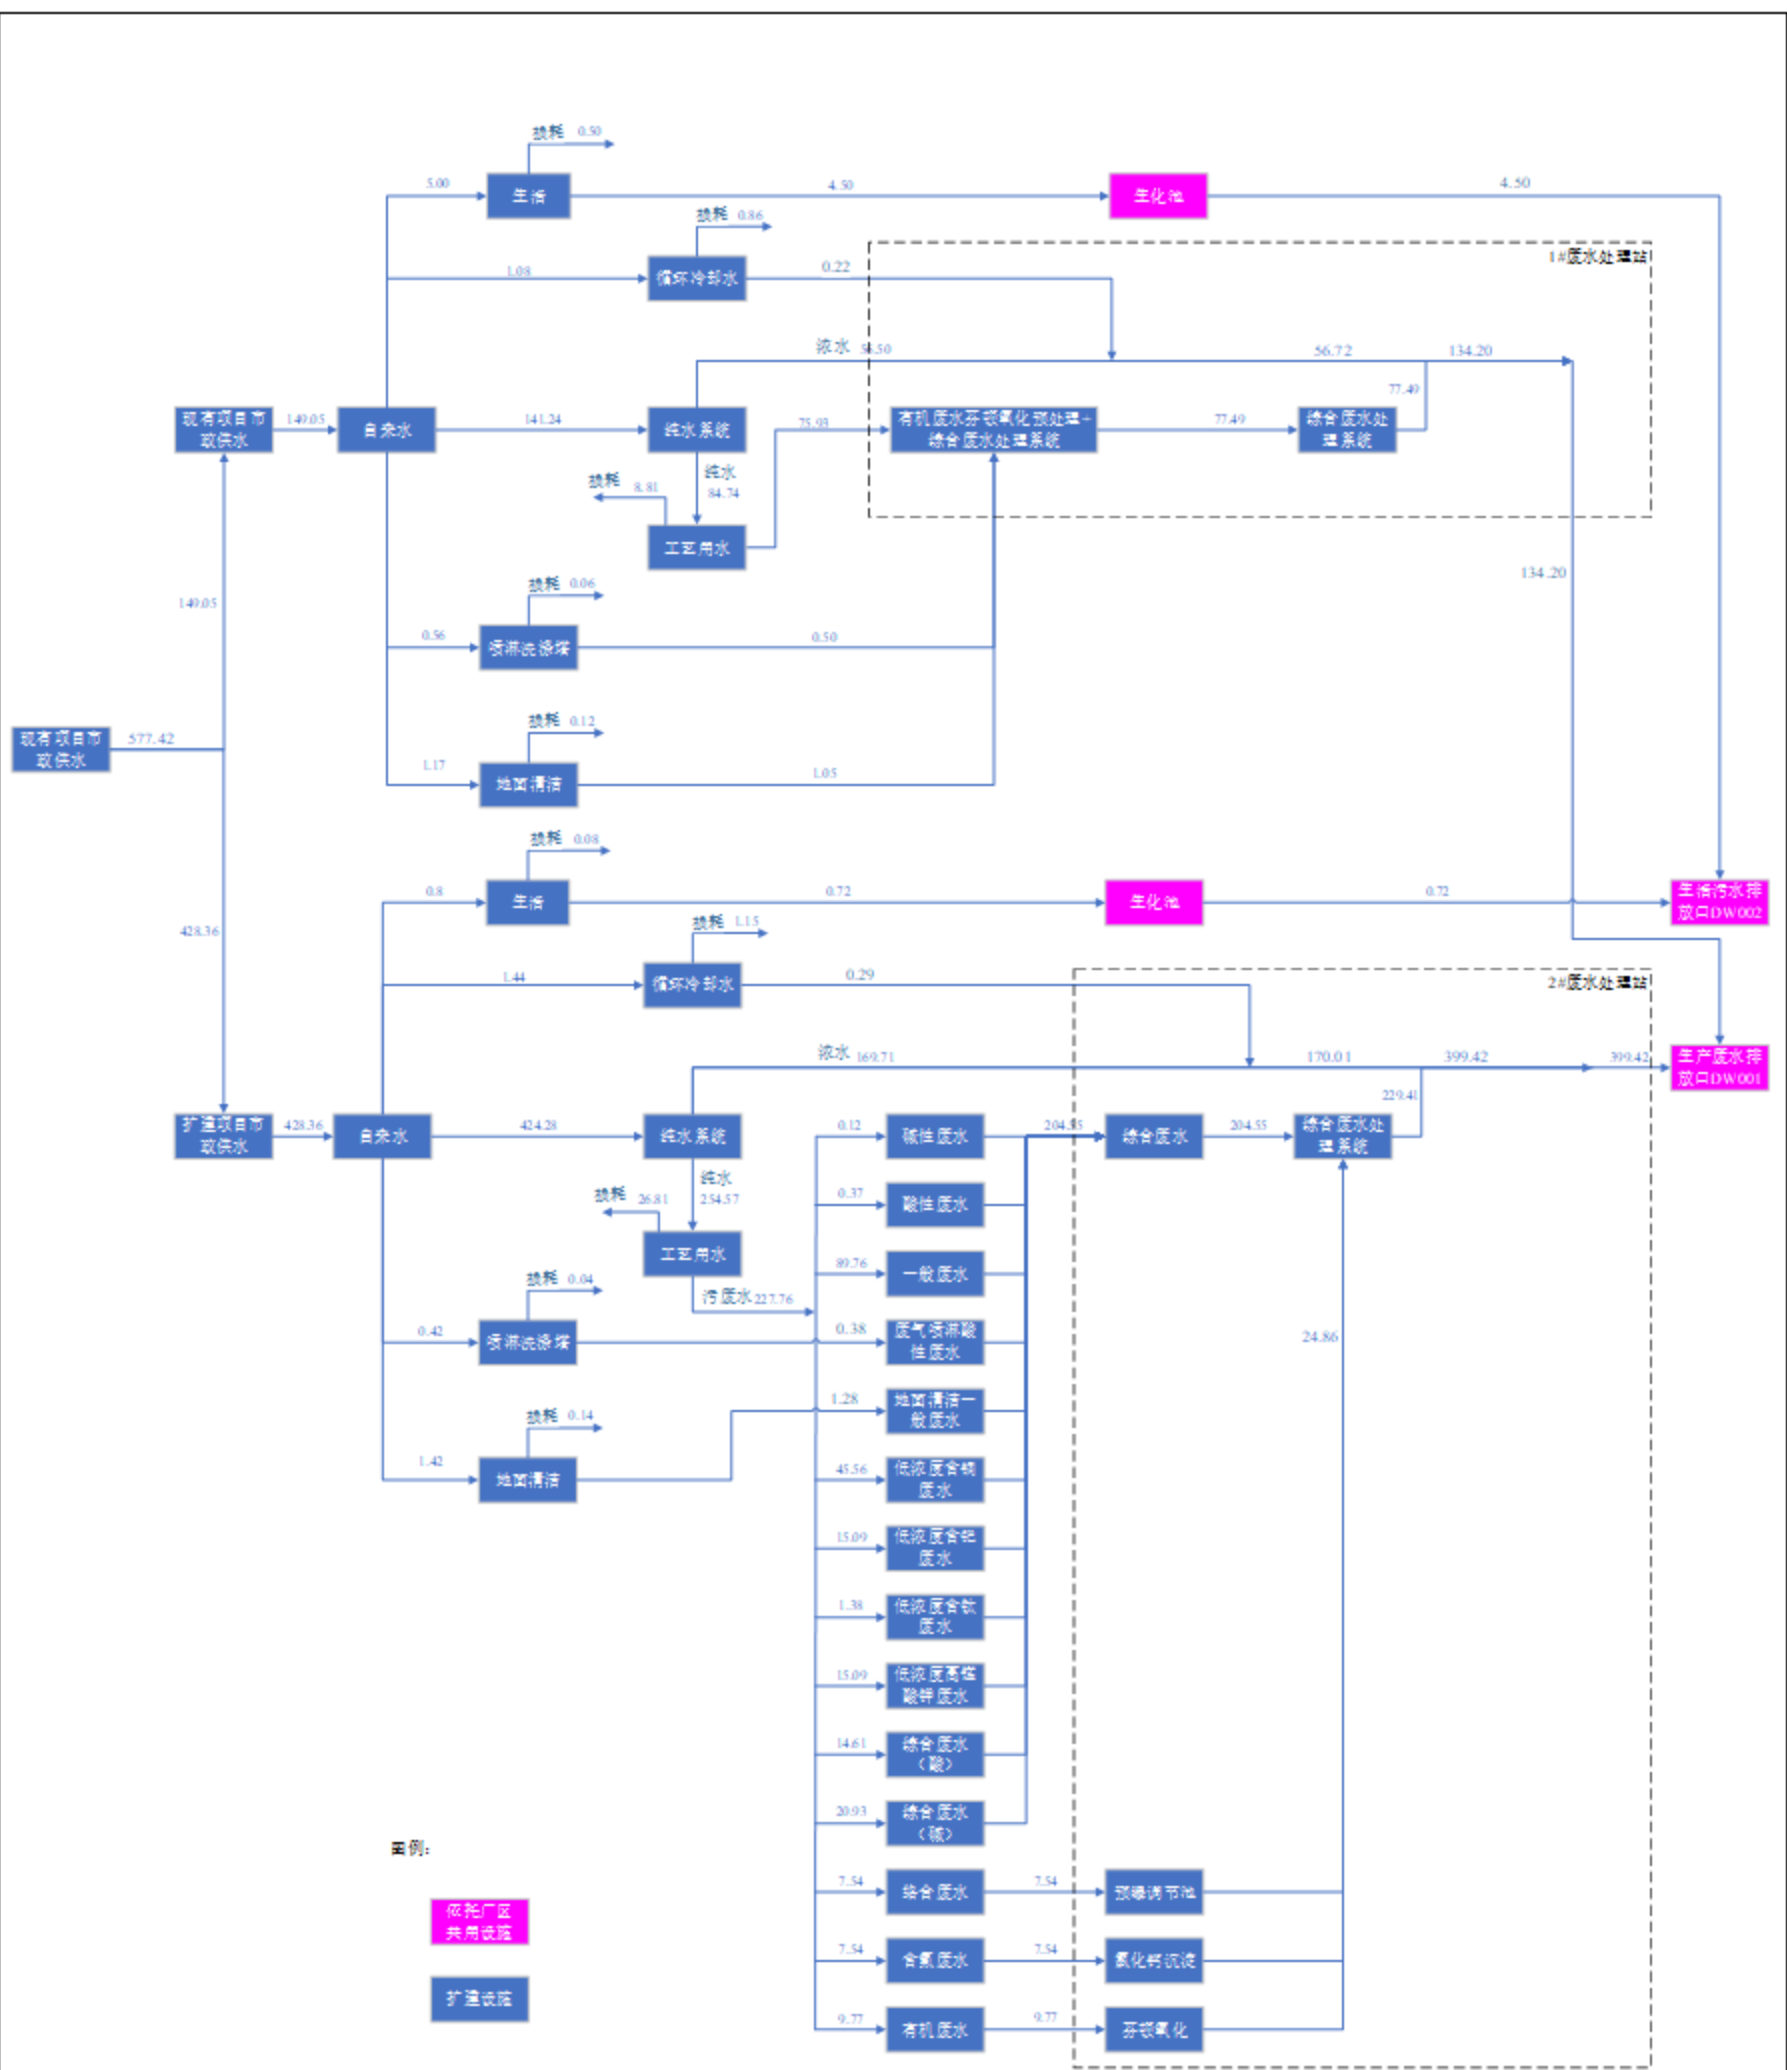 损耗 0.50
5.00
生活
4.50
生化池
4.50
损耗 0.86
1.08
循环冷却水
0.22
1#废水处理站
浓水 56.50
56.72
134.20
77.49
现有项目市
政供水
149.05
自来水
141.24
纯水系统
75.93
有机废水芬顿氧化预处理+
综合废水处理系统
77.49
综合废水处
理系统
纯水
84.74
损耗 8.81
工艺用水
134.20
损耗 0.06
149.05
0.56
喷淋洗涤塔
0.50
损耗 0.12
现有项目市
政供水
577.42
1.17
地面清洁
1.05
损耗 0.08
0.8
生活
0.72
生化池
0.72
生活污水排
放口DW002
428.36
损耗 1.15
1.44
循环冷却水
0.29
2#废水处理站
浓水 169.71
170.01
399.42
399.42
生产废水排
放口DW001
229.41
扩建项目市
政供水
428.36
自来水
424.28
纯水系统
0.12
碱性废水
204.55
综合废水
204.55
综合废水处
理系统
纯水
254.57
损耗 26.81
0.37
酸性废水
工艺用水
89.76
一般废水
损耗 0.04
污废水 227.76
0.42
喷淋洗涤塔
0.38
废气喷淋酸
性废水
24.86
损耗 0.14
1.28
地面清洁一
般废水
1.42
地面清洁
45.56
低浓度含铜
废水
15.09
低浓度含钯
废水
1.38
低浓度含钛
废水
15.09
低浓度高锰
酸钾废水
14.61
综合废水
（酸）
20.93
综合废水
（碱）
图例：
7.54
络合废水
7.54
预曝调节池
依托厂区
共用设施
7.54
含氟废水
7.54
氯化钙沉淀
扩建设施
9.77
有机废水
9.77
芬顿氧化